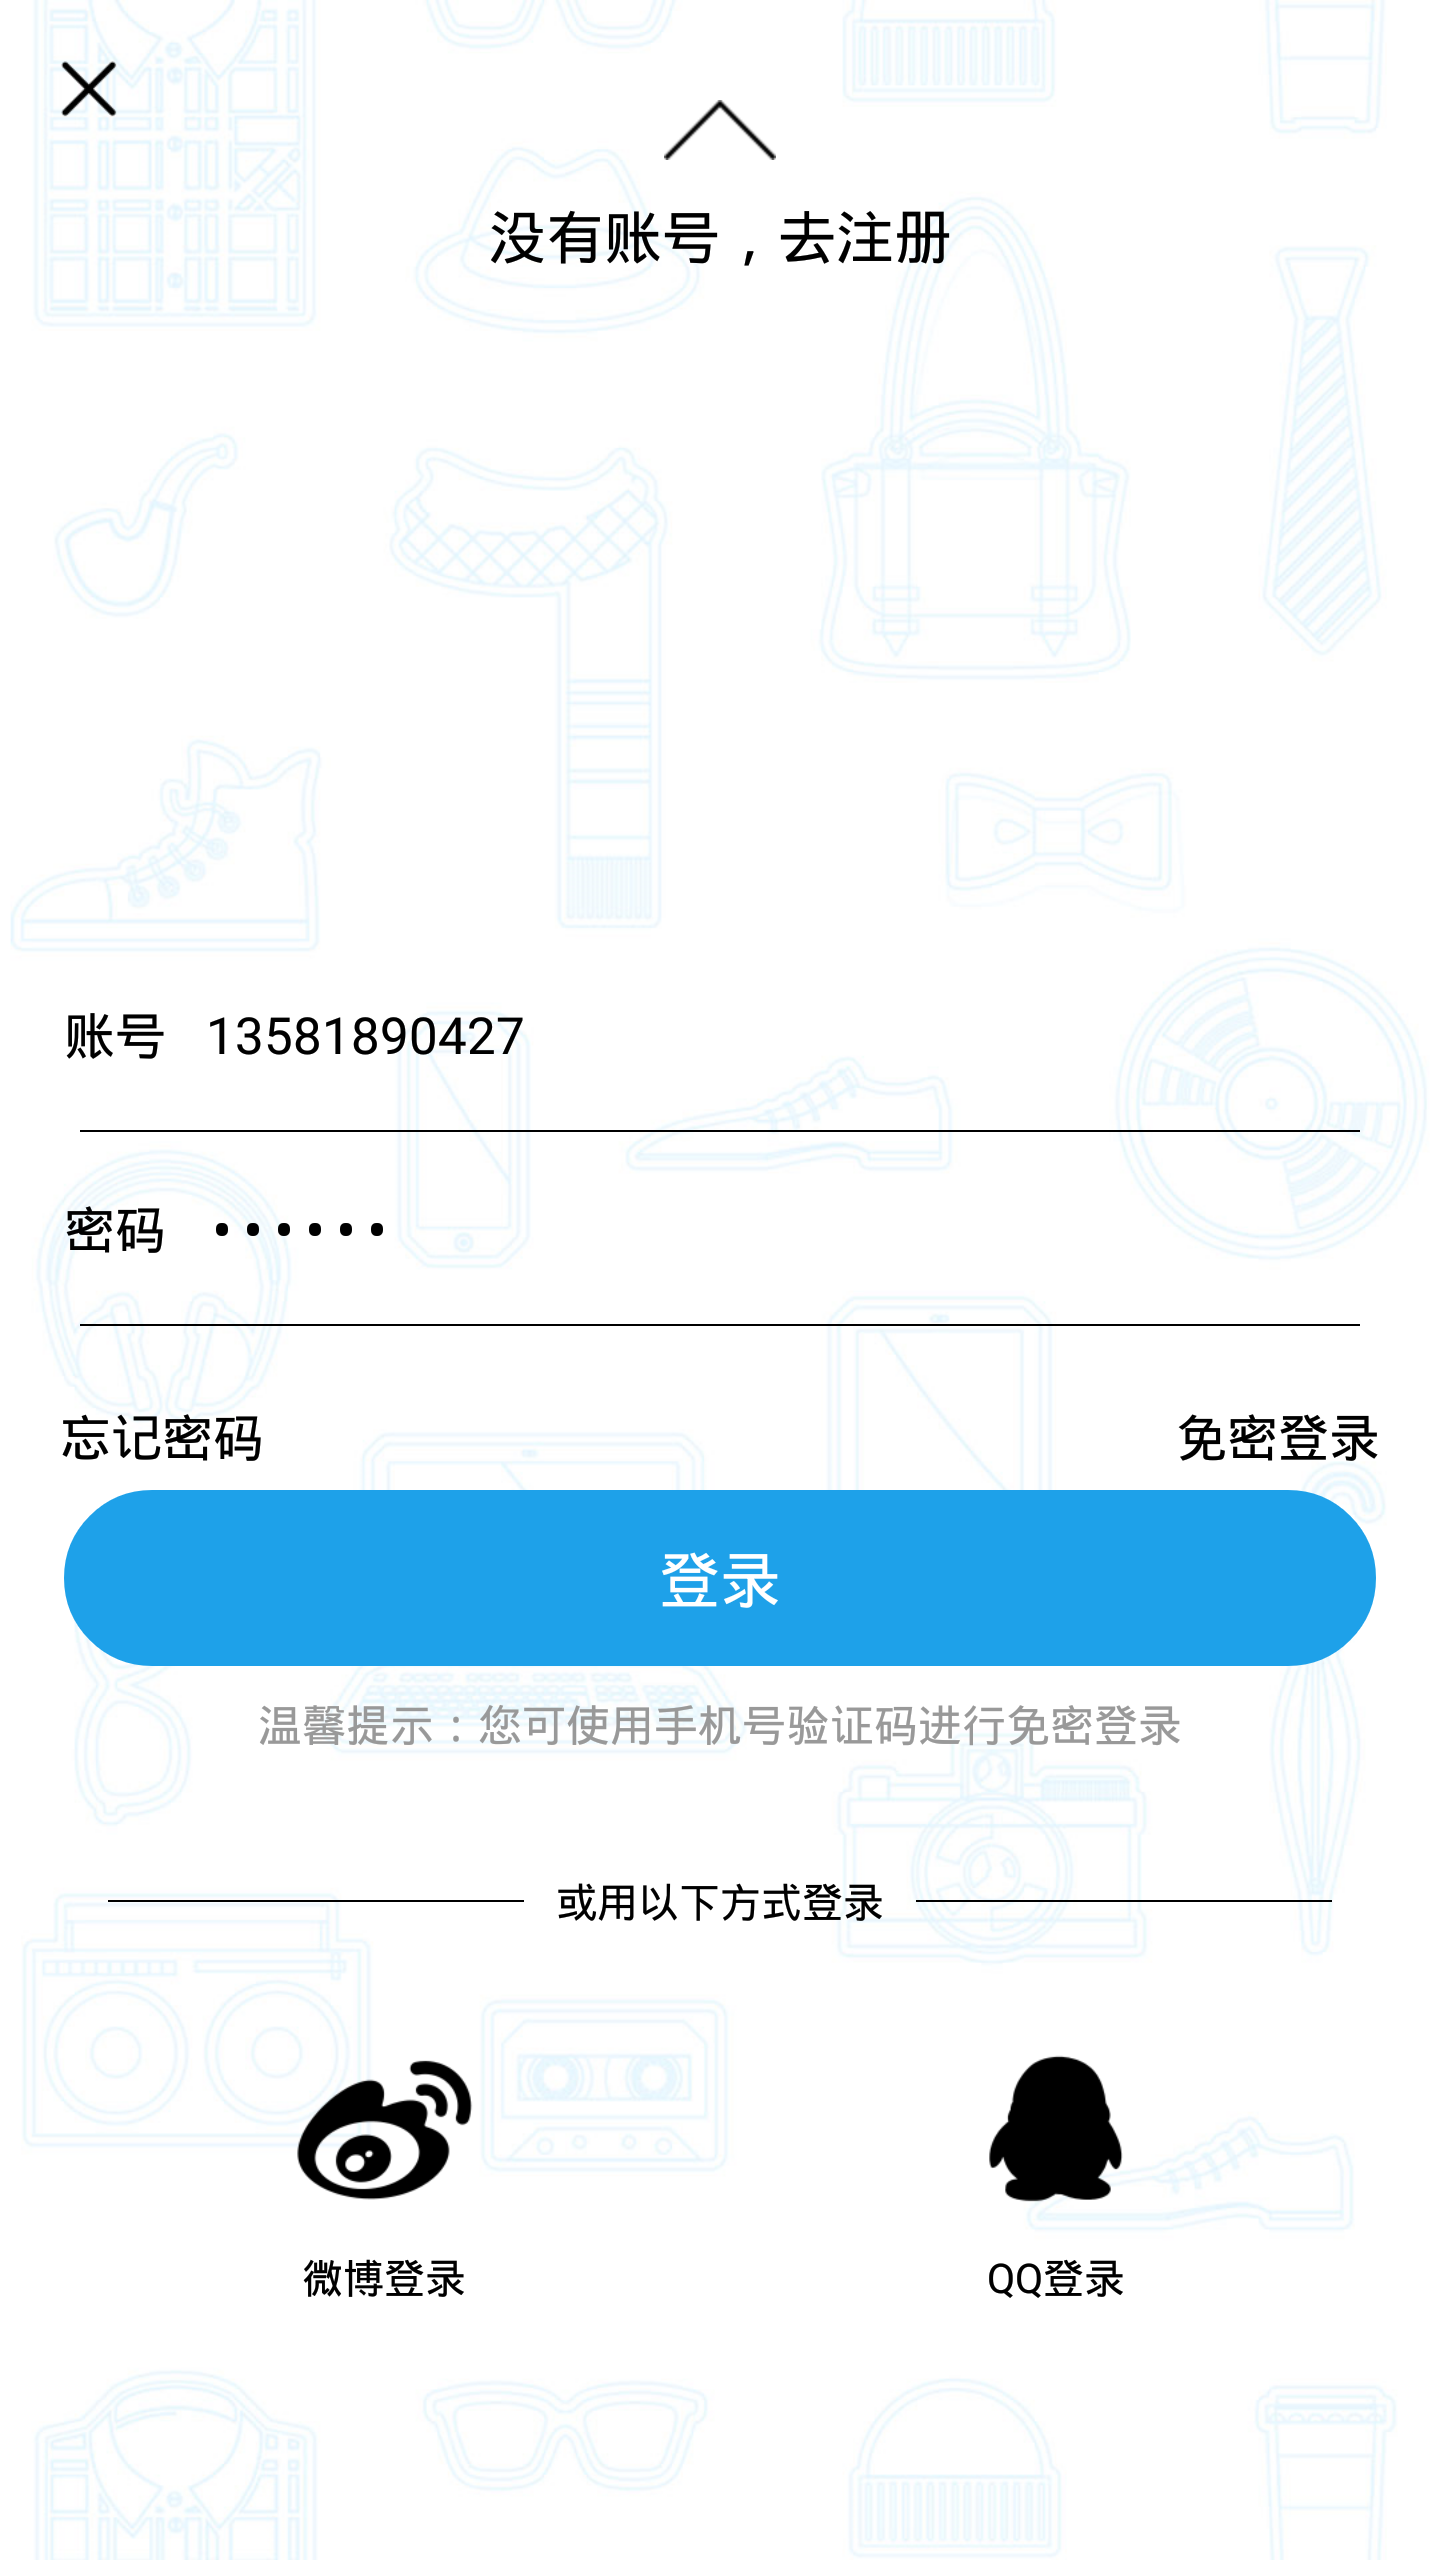 没有账号，去注册
账号 13581890427
密码 ••••••
忘记密码 免密登录
登录
温馨提示：您可使用手机号验证码进行免密登录
或用以下方式登录
微博登录 QQ登录